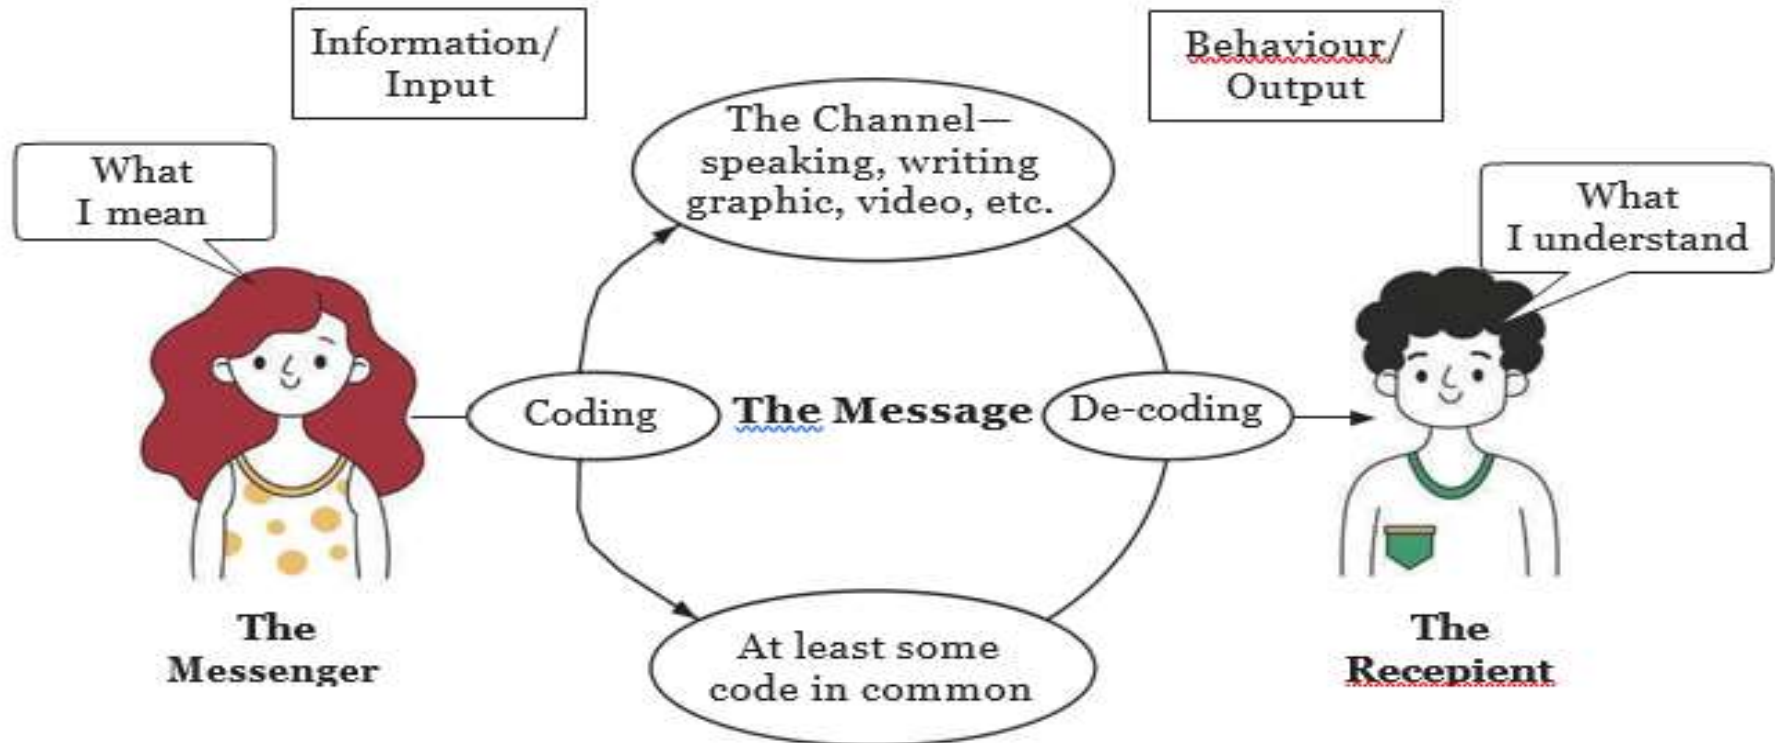 Information/
Input
Behaviour/
Output
The Channel—
speaking, writing
graphic, video, etc.
What
I mean
What
I understand
Coding
The Message
De-coding
The
Messenger
The
Recepient
At least some
code in common